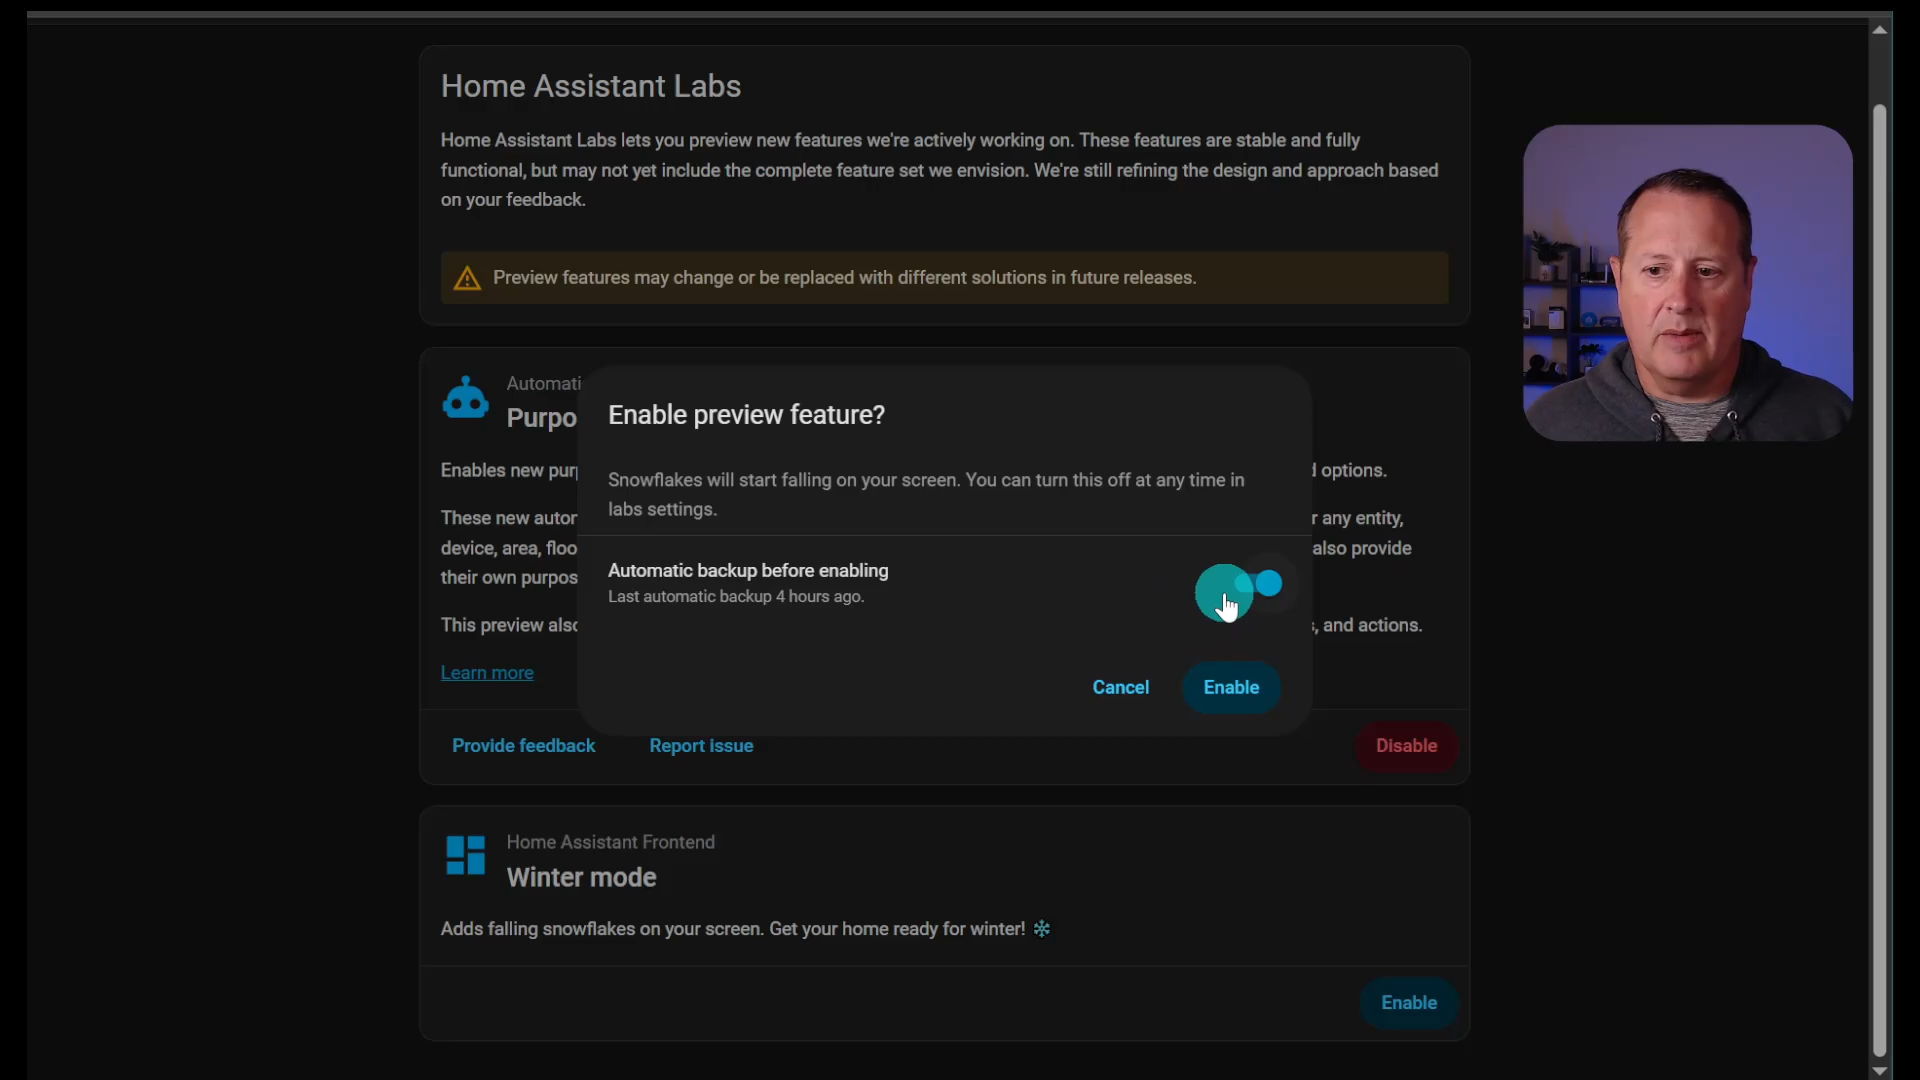 Home Assistant Labs
Home Assistant Labs lets you preview new features we're actively working on. These features are stable and fully
functional, but may not yet include the complete feature set we envision. We're still refining the design and approach based
on your feedback.
Preview features may change or be replaced with different solutions in future releases.
Enable preview feature?
Snowflakes will start falling on your screen. You can turn this off at any time in
labs settings.
Automatic backup before enabling
Last automatic backup 4 hours ago.
Cancel Enable
Enables new options.
These new any entity,
device, area, also provide
their own
This preview and actions.
Learn more
Provide feedback Report issue Disable
Home Assistant Frontend
Winter mode
Adds falling snowflakes on your screen. Get your home ready for winter! ❄
Enable